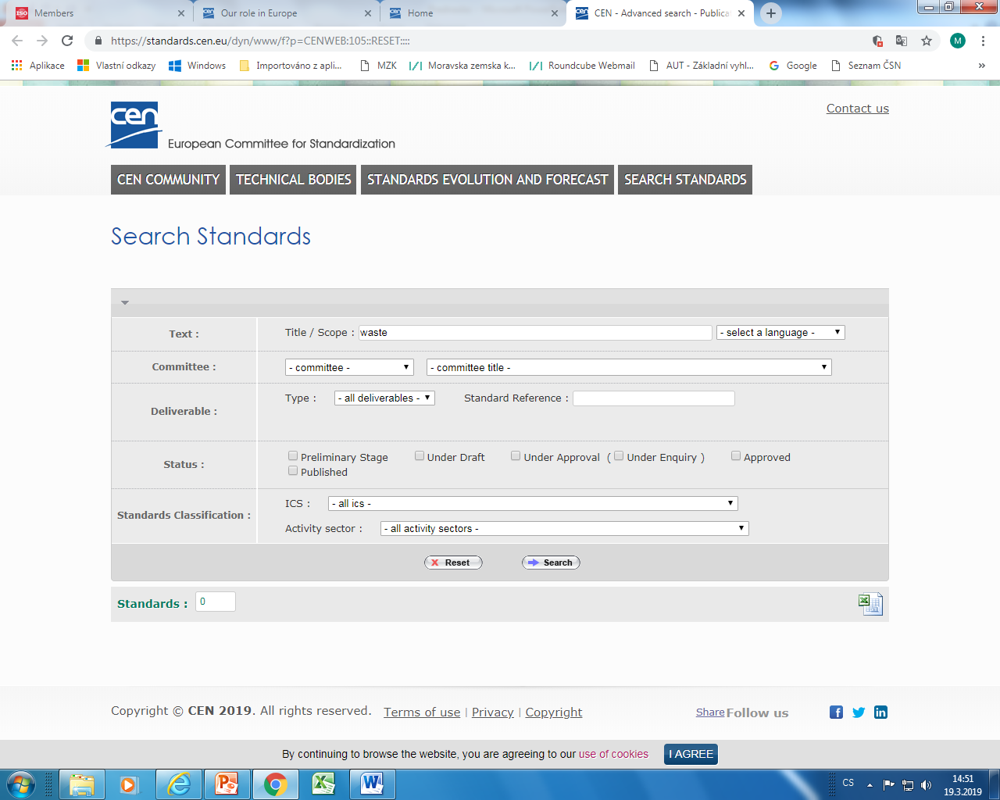 Members
Our role in Europe
Home
CEN - Advanced search - Publica
https://standards.cen.eu/dyn/www/f?p=CENWEB:105::RESET::::
M
Aplikace
Vlastní odkazy
Windows
Importováno z apli...
MZK
Moravska zemska k...
Roundcube Webmail
AUT - Základní vyhl...
Google
Seznam ČSN
»
cen
European Committee for Standardization
Contact us
CEN COMMUNITY
TECHNICAL BODIES
STANDARDS EVOLUTION AND FORECAST
SEARCH STANDARDS
Search Standards
Text :
Title / Scope : waste - select a language -
Committee :
- committee - - committee title -
Deliverable :
Type : - all deliverables - Standard Reference :
Status :
Preliminary Stage Under Draft Under Approval ( Under Enquiry ) Approved
Published
Standards Classification :
ICS : - all ics -
Activity sector : - all activity sectors -
Reset Search
Standards : 0
Copyright © CEN 2019. All rights reserved. Terms of use | Privacy | Copyright
Share Follow us
By continuing to browse the website, you are agreeing to our use of cookies I AGREE
CS
14:51
19.3.2019